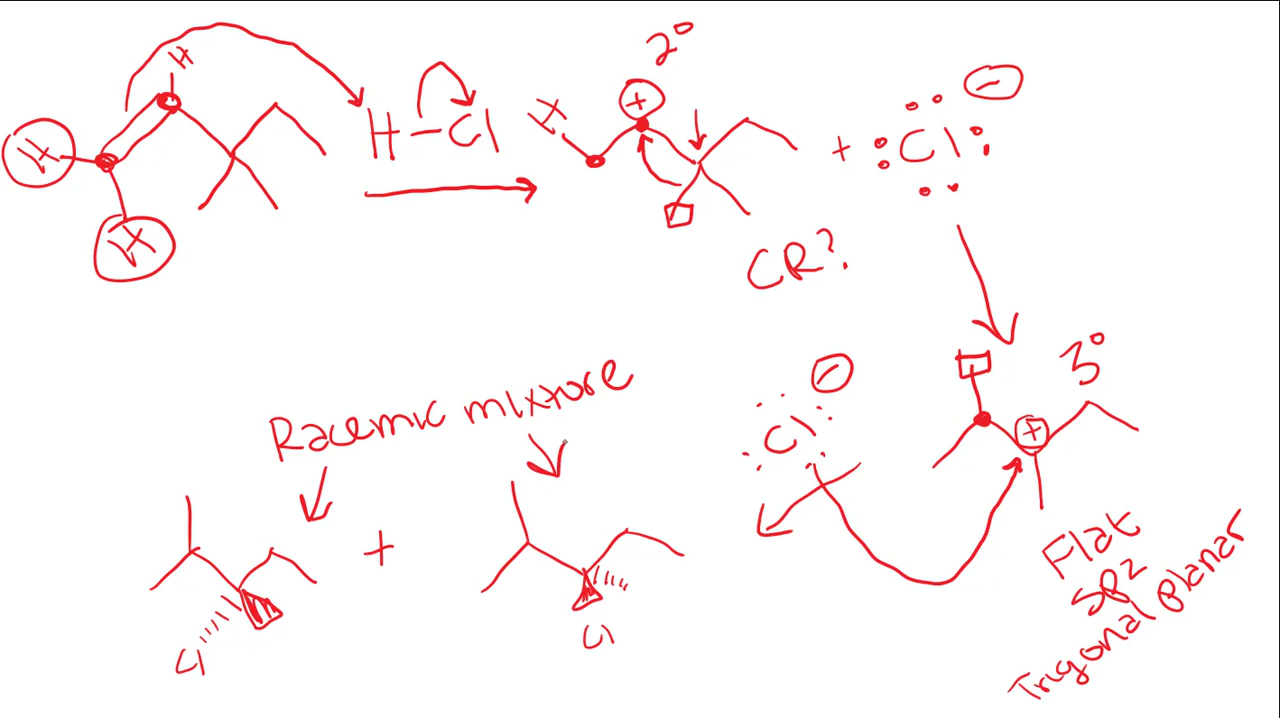 H
H
H
H-Cl
H
+
2°
+
Cl
-
CR?
3°
+
Cl
-
Flat
SP2
Trigonal Planar
Racemic mixture
+
Cl
Cl